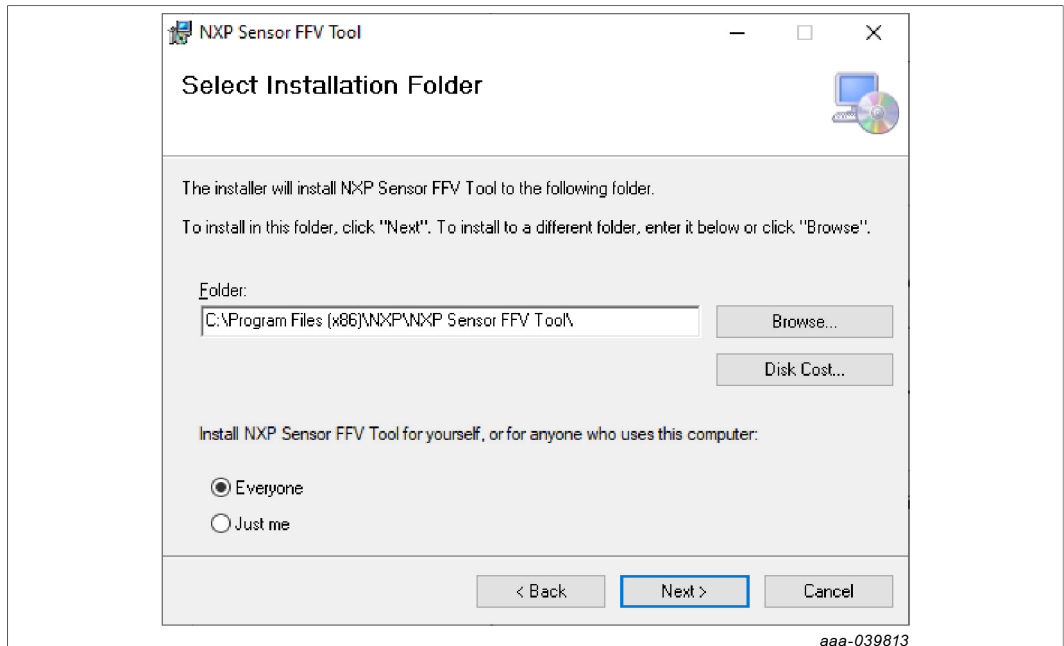 NXP Sensor FFV Tool
Select Installation Folder
The installer will install NXP Sensor FFV Tool to the following folder.
To install in this folder, click "Next". To install to a different folder, enter it below or click "Browse".
Folder:
C:\Program Files (x86)\NXP\NXP Sensor FFV Tool\
Browse...
Disk Cost...
Install NXP Sensor FFV Tool for yourself, or for anyone who uses this computer:
Everyone
Just me
< Back
Next >
Cancel
aaa-039813